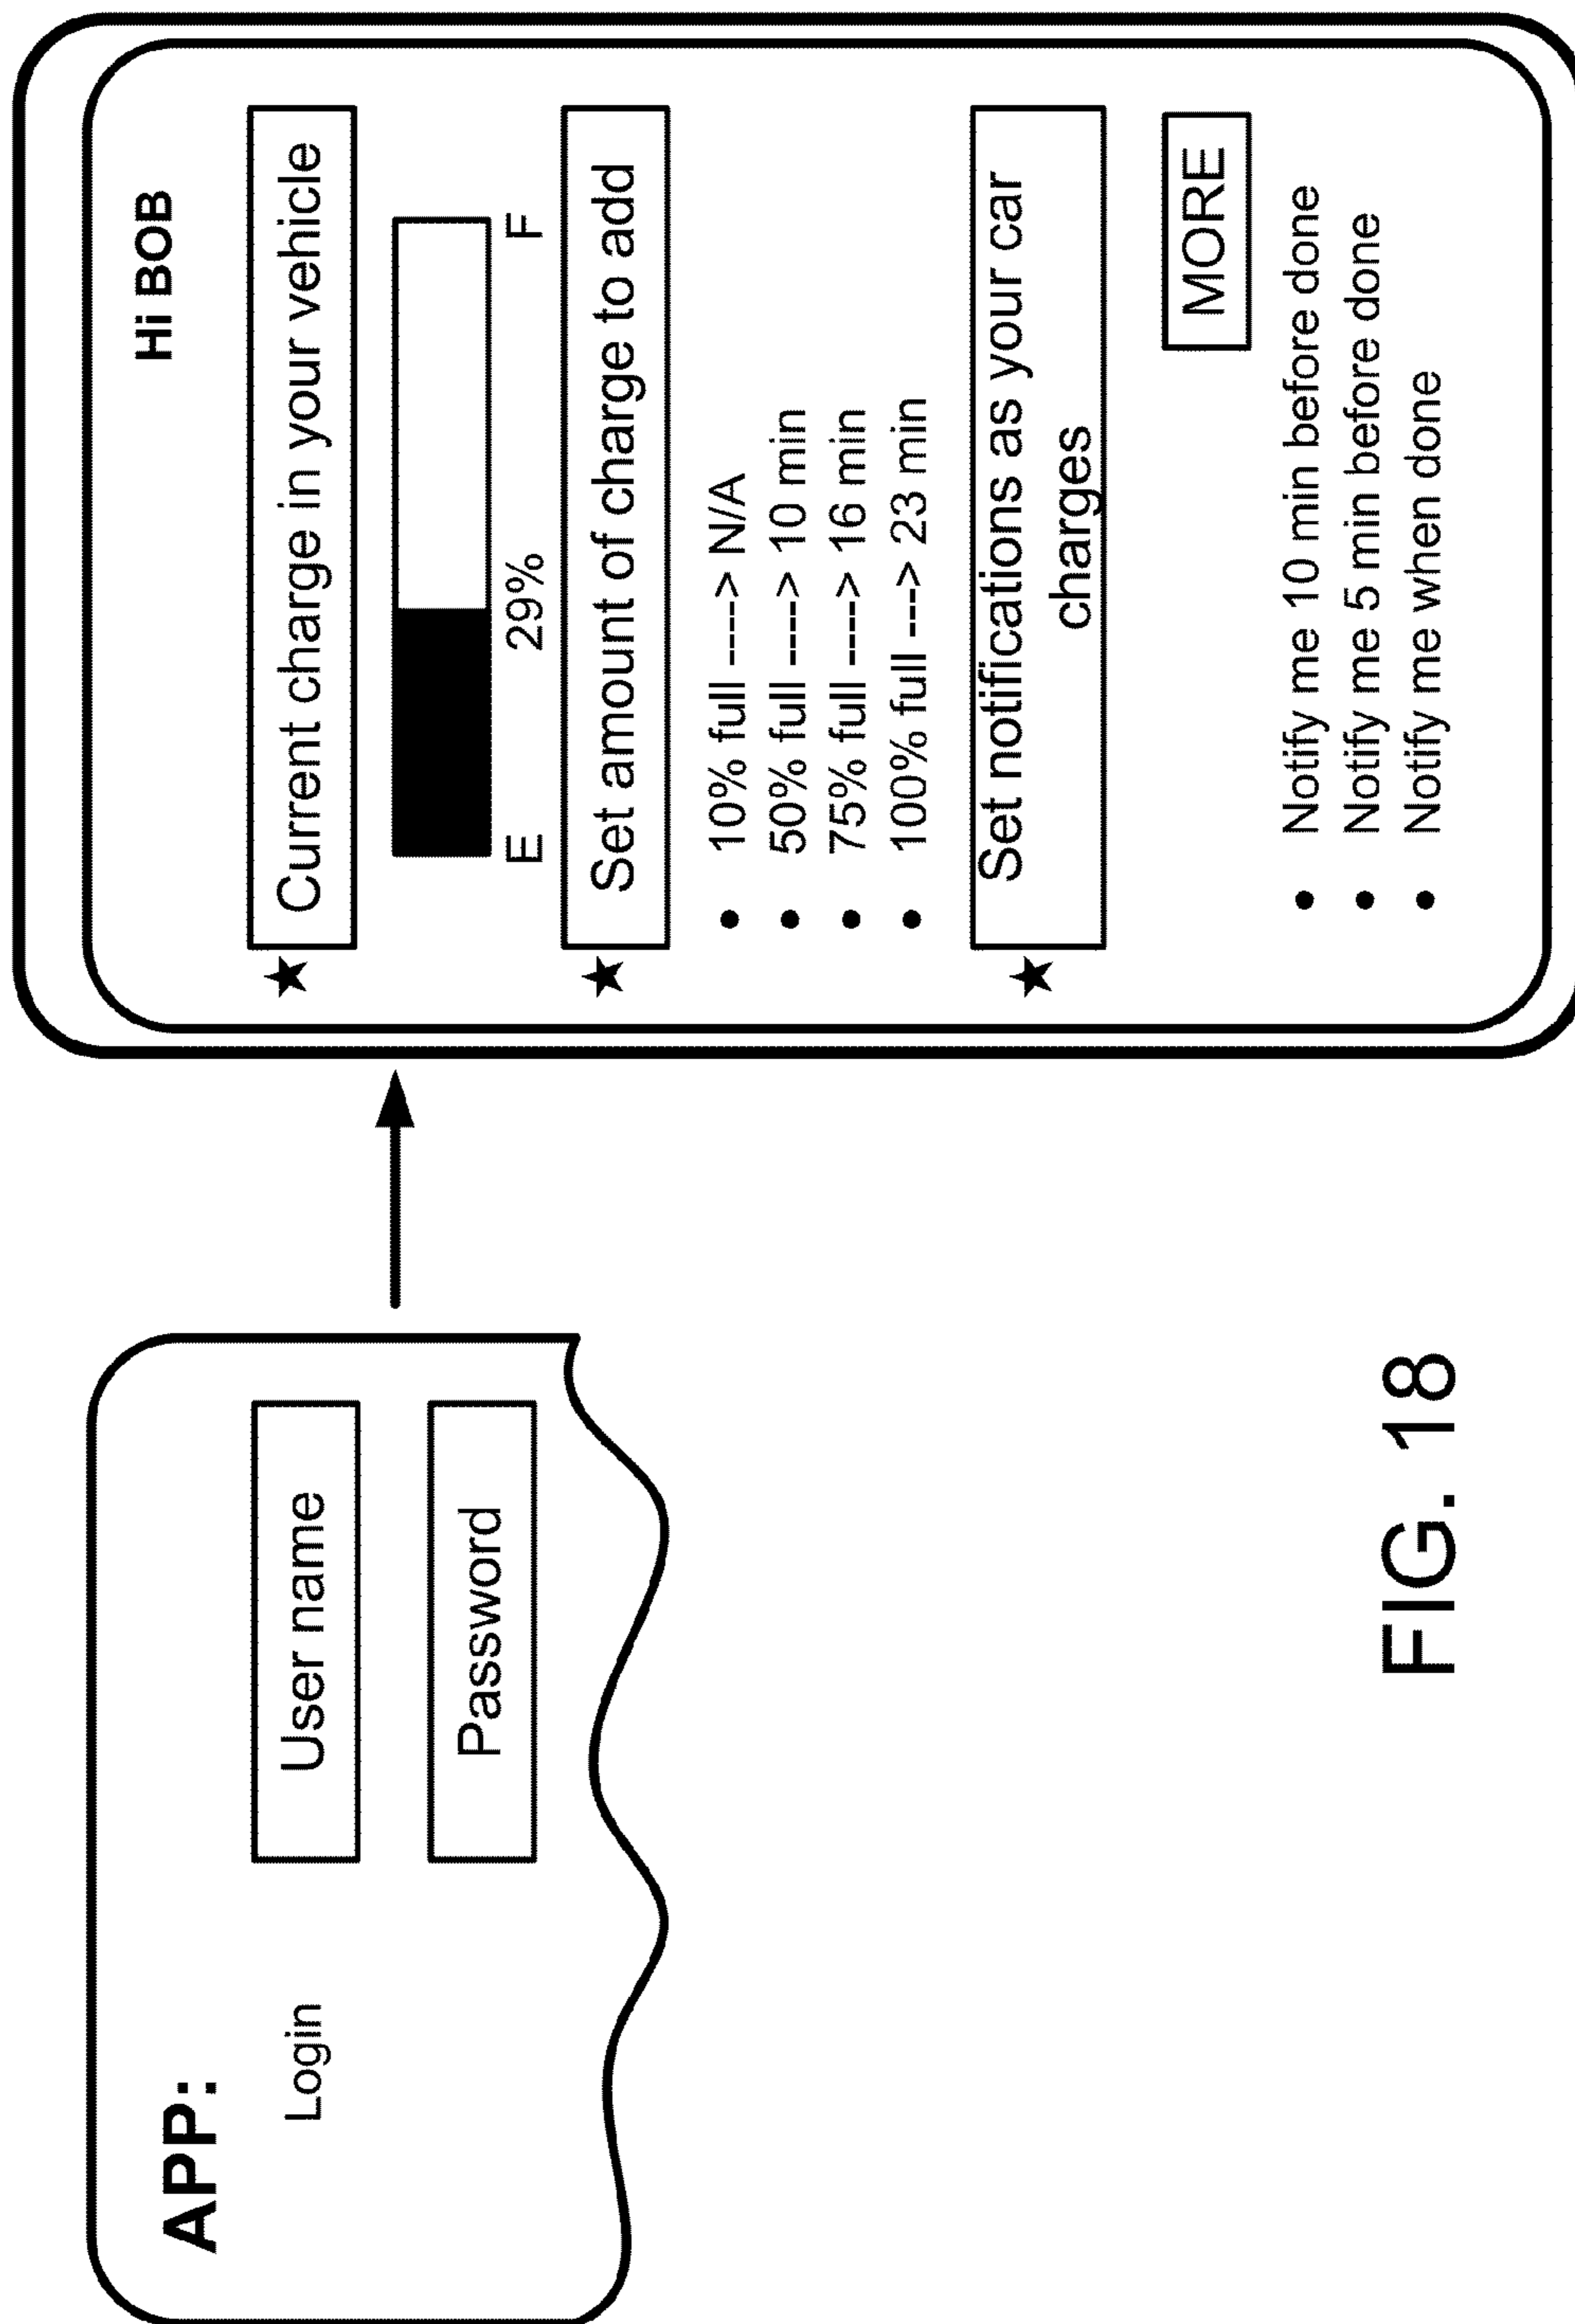 APP:
Login
User name
Password
Hi BOB
★ Current charge in your vehicle
E 29% F
★ Set amount of charge to add
• 10% full ----> N/A
• 50% full ----> 10 min
• 75% full ----> 16 min
• 100% full ---> 23 min
★ Set notifications as your car
charges
MORE
• Notify me 10 min before done
• Notify me 5 min before done
• Notify me when done
FIG. 18